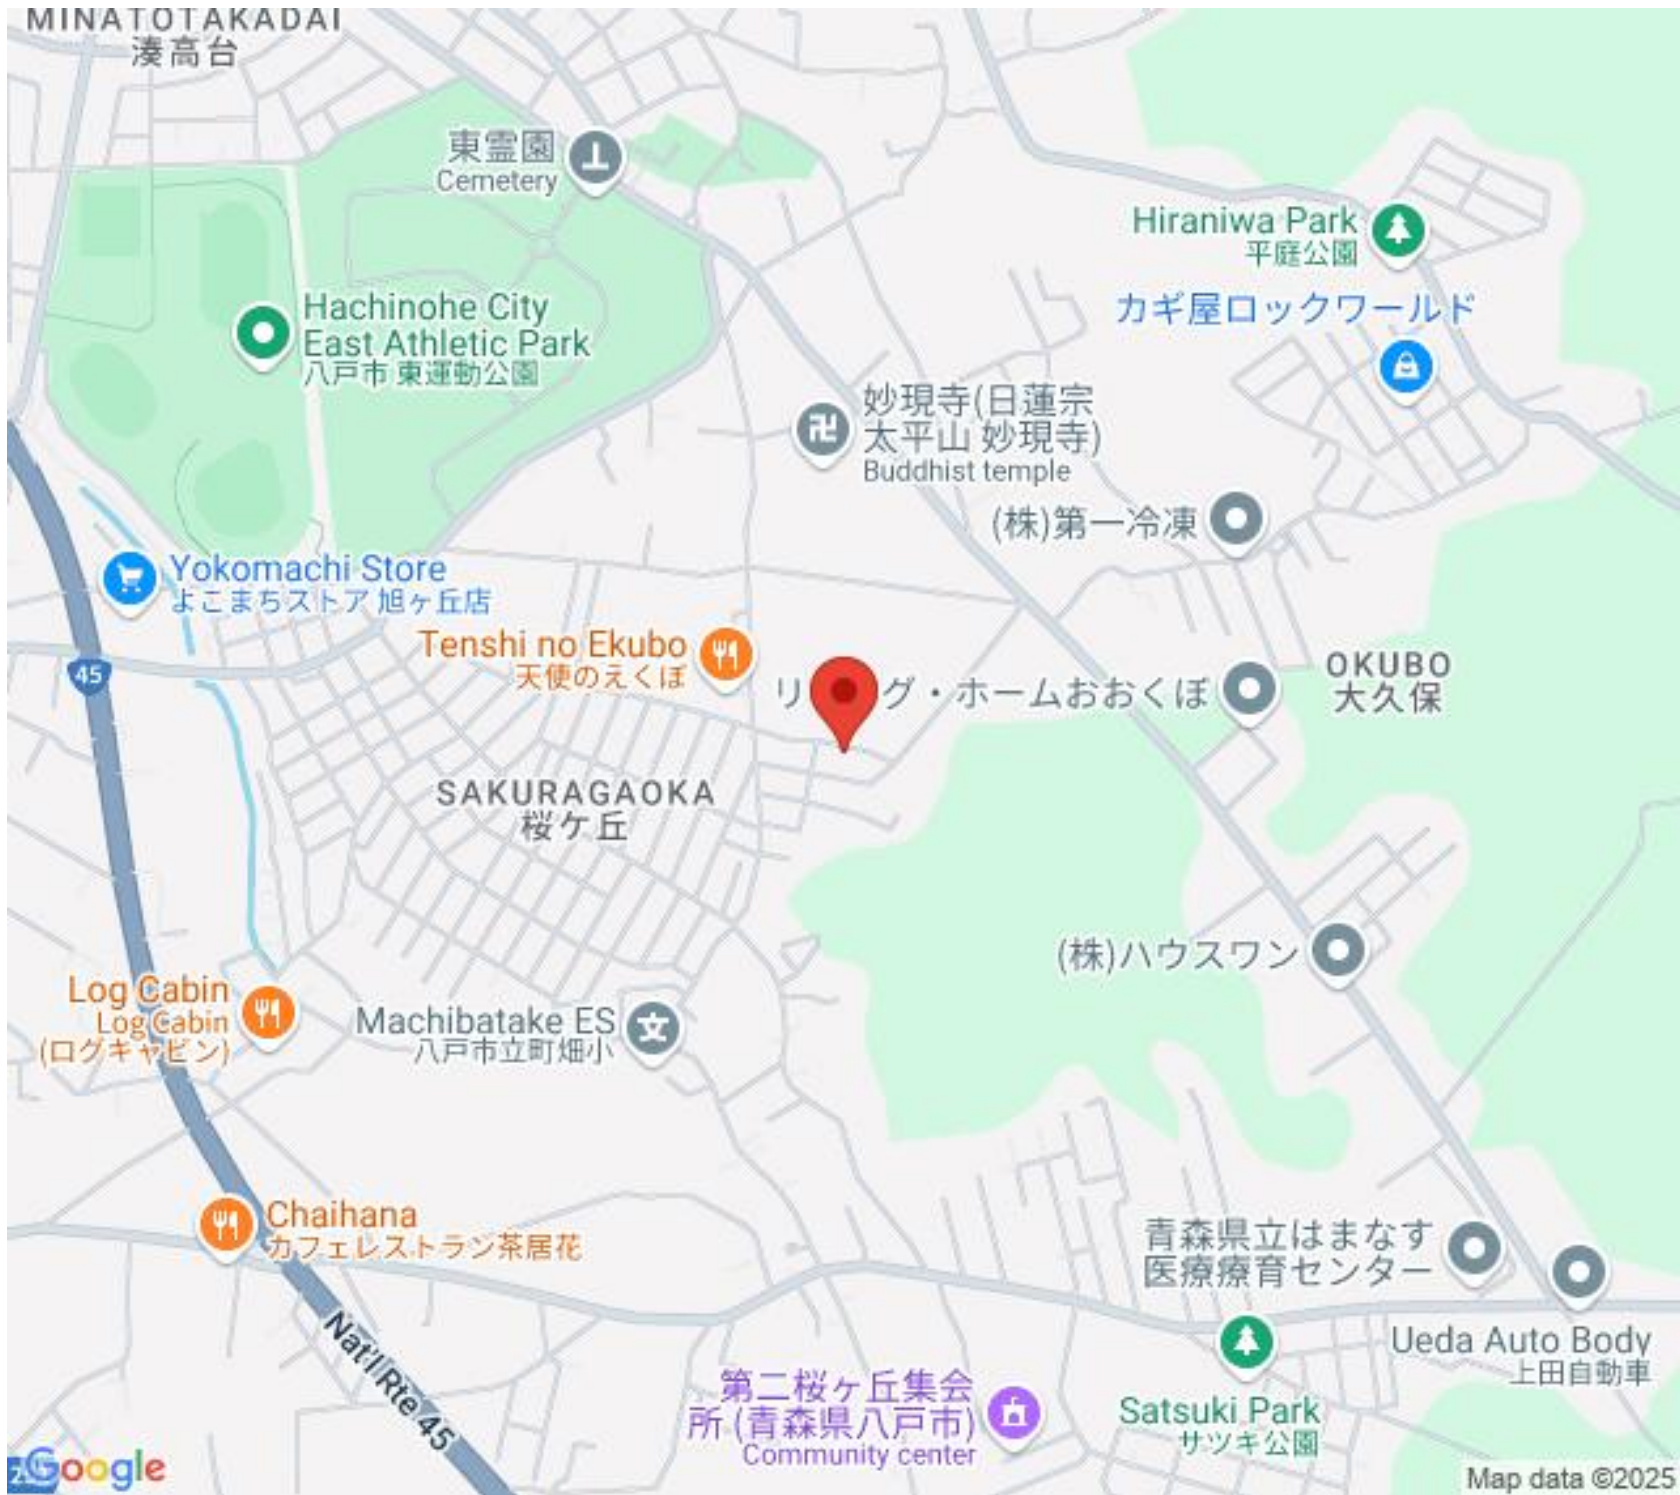 MINATOTAKADAI
湊高台
東霊園
Cemetery
Hiraniwa Park
平庭公園
カギ屋ロックワールド
Hachinohe City
East Athletic Park
八戸市 東運動公園
妙現寺(日蓮宗
太平山 妙現寺)
Buddhist temple
(株)第一冷凍
Yokomachi Store
よこまちストア 旭ヶ丘店
Tenshi no Ekubo
天使のえくぼ
45
リ
グ・ホームおおくぼ
OKUBO
大久保
SAKURAGAOKA
桜ケ丘
(株)ハウスワン
Log Cabin
Log Cabin
(ログキャビン)
Machibatake ES
八戸市立町畑小
文
Chaihana
カフェレストラン茶居花
青森県立はまなす
医療療育センター
Nat'l Rte 45
Ueda Auto Body
上田自動車
第二桜ヶ丘集会
所 (青森県八戸市)
Community center
Satsuki Park
サツキ公園
Google
Map data ©2025